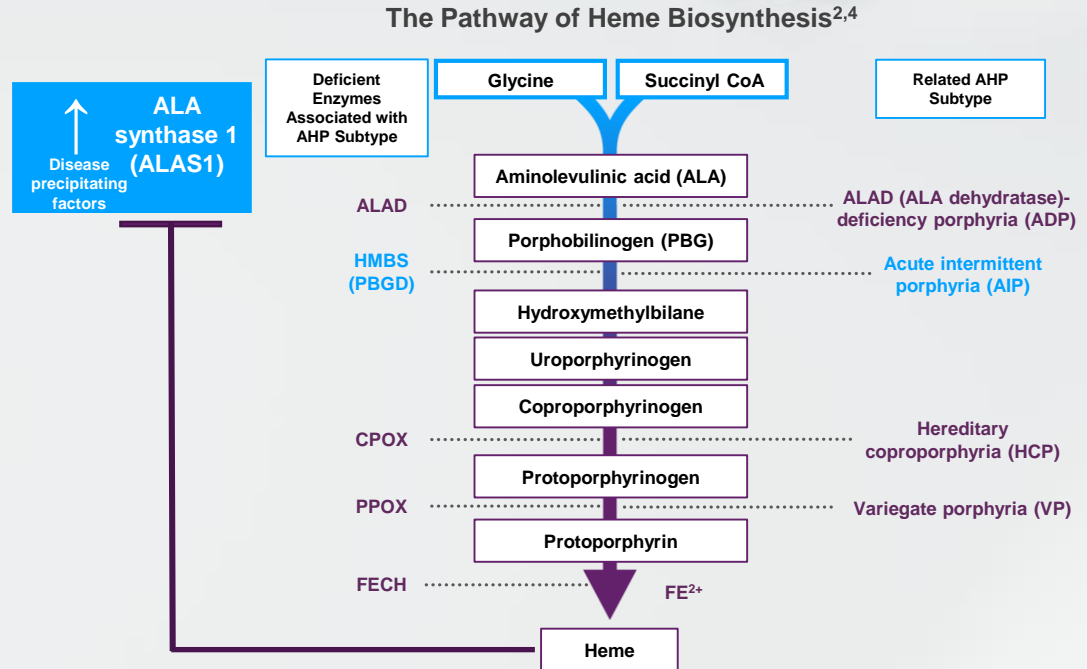 The Pathway of Heme Biosynthesis2,4
↑
ALA
synthase 1
(ALAS1)
Disease
precipitating
factors
Deficient
Enzymes
Associated with
AHP Subtype
Glycine
Succinyl CoA
Related AHP
Subtype
Aminolevulinic acid (ALA)
ALAD
ALAD (ALA dehydratase)-
deficiency porphyria (ADP)
Porphobilinogen (PBG)
HMBS
(PBGD)
Acute intermittent
porphyria (AIP)
Hydroxymethylbilane
Uroporphyrinogen
Coproporphyrinogen
CPOX
Hereditary
coproporphyria (HCP)
Protoporphyrinogen
PPOX
Variegate porphyria (VP)
Protoporphyrin
FECH
FE2+
Heme